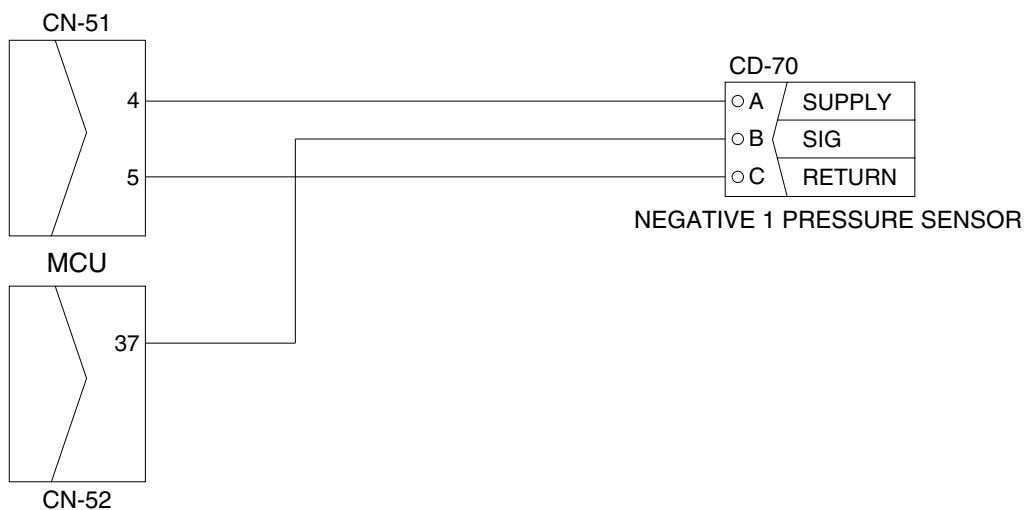 CN-51
4
5
MCU
37
CN-52
CD-70
A SUPPLY
B SIG
C RETURN
NEGATIVE 1 PRESSURE SENSOR